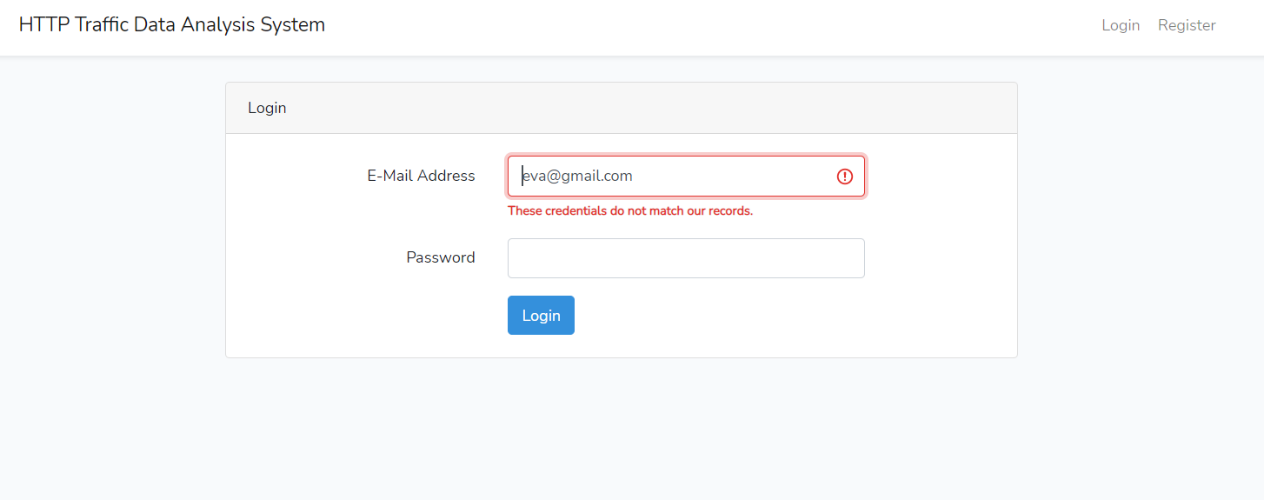 HTTP Traffic Data Analysis System
Login Register
Login
E-Mail Address eva@gmail.com
These credentials do not match our records.
Password
Login